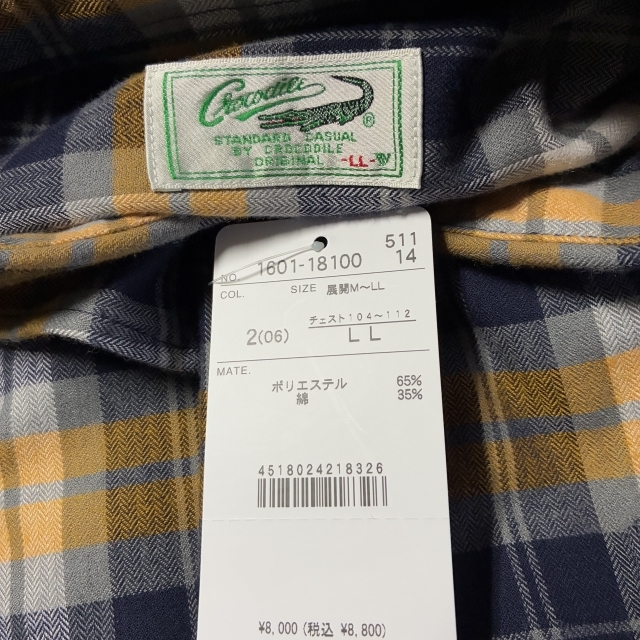 Crocodile
®
STANDARD CASUAL
BY CROCODILE
ORIGINAL -LL-W
511
NO. 1601-18100 14
COL. SIZE 展開M～LL
チェスト104～112
2(06) LL
MATE.
ポリエステル 65%
綿 35%
4518024218326
¥8,000 (税込 ¥8,800)